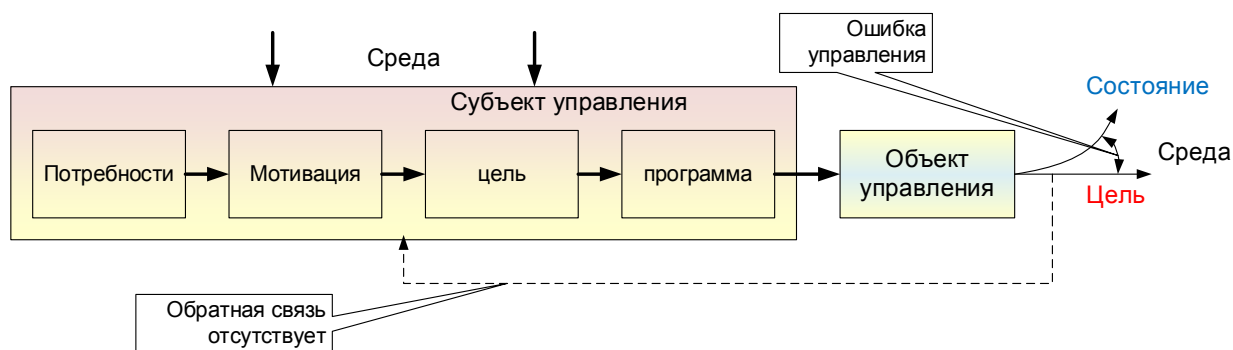 Среда
Ошибка
управления
Субъект управления
Состояние
Потребности
Мотивация
цель
программа
Объект
управления
Среда
Цель
Обратная связь
отсутствует